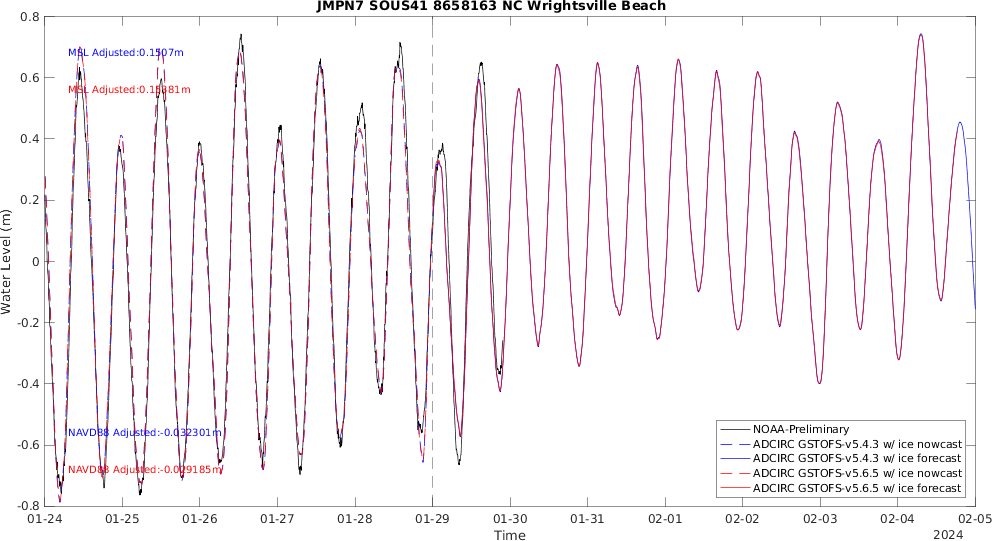 JMPN7 SOUS41 8658163 NC Wrightsville Beach
0.8
0.6
0.4
0.2
0
-0.2
-0.4
-0.6
-0.8
Water Level (m)
MSL Adjusted:0.1507m
MSL Adjusted:0.15381m
NAVD88 Adjusted:-0.032301m
NAVD88 Adjusted:-0.029185m
NOAA-Preliminary
ADCIRC GSTOFS-v5.4.3 w/ ice nowcast
ADCIRC GSTOFS-v5.4.3 w/ ice forecast
ADCIRC GSTOFS-v5.6.5 w/ ice nowcast
ADCIRC GSTOFS-v5.6.5 w/ ice forecast
01-24 01-25 01-26 01-27 01-28 01-29 01-30 01-31 02-01 02-02 02-03 02-04 02-05
Time
2024